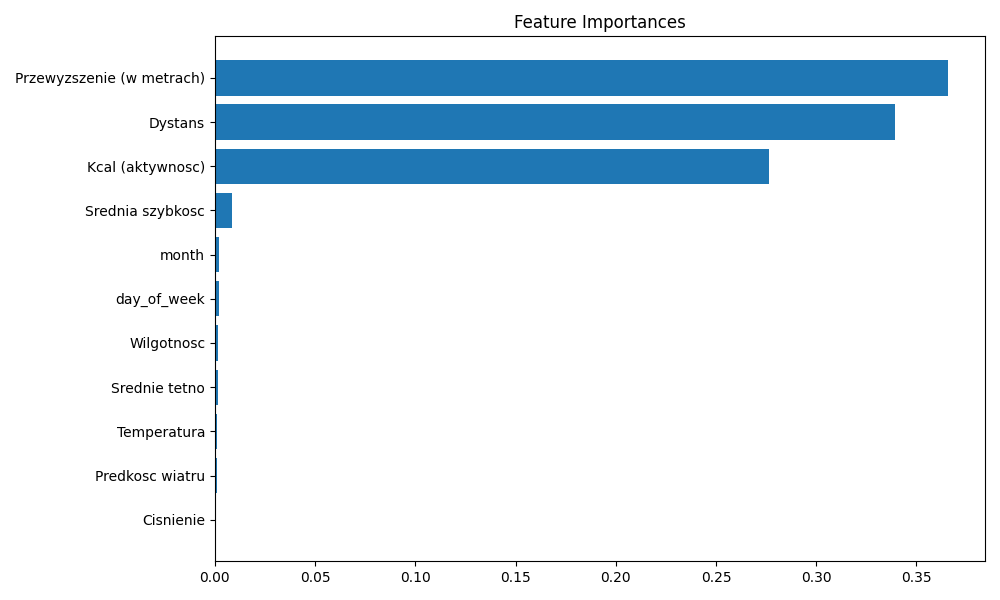 Feature Importances
Przewyzszenie (w metrach)
Dystans
Kcal (aktywnosc)
Srednia szybkosc
month
day_of_week
Wilgotnosc
Srednie tetno
Temperatura
Predkosc wiatru
Cisnienie
0.00 0.05 0.10 0.15 0.20 0.25 0.30 0.35